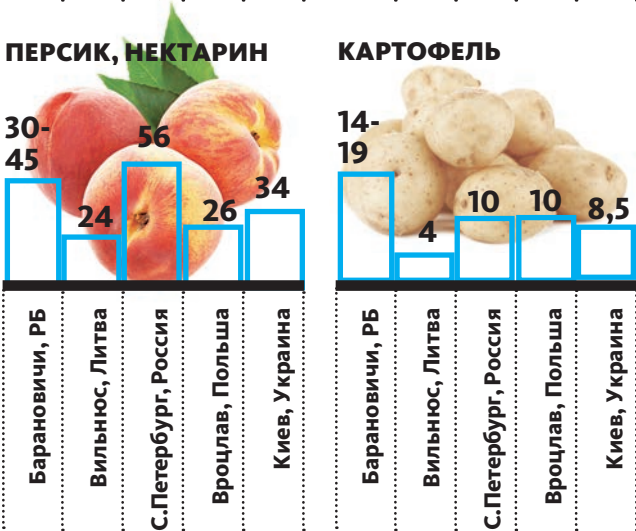 ПЕРСИК, НЕКТАРИН
30-
45
24
56
26
34
Барановичи, РБ
Вильнюс, Литва
С.Петербург, Россия
Вроцлав, Польша
Киев, Украина
КАРТОФЕЛЬ
14-
19
4
10
10
8,5
Барановичи, РБ
Вильнюс, Литва
С.Петербург, Россия
Вроцлав, Польша
Киев, Украина